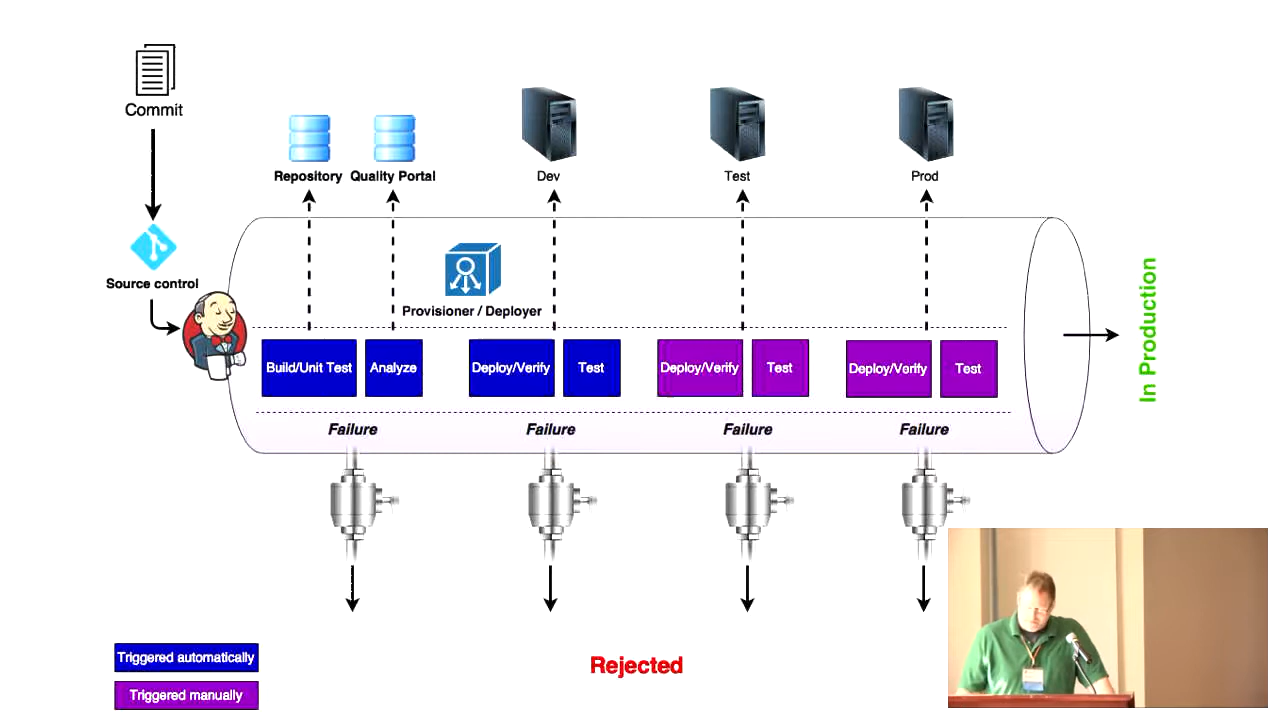 Commit
Source control
Repository
Quality Portal
Dev
Test
Prod
Provisioner / Deployer
Build/Unit Test
Analyze
Deploy/Verify
Test
Deploy/Verify
Test
Deploy/Verify
Test
Failure
Failure
Failure
Failure
In Production
Rejected
Triggered automatically
Triggered manually